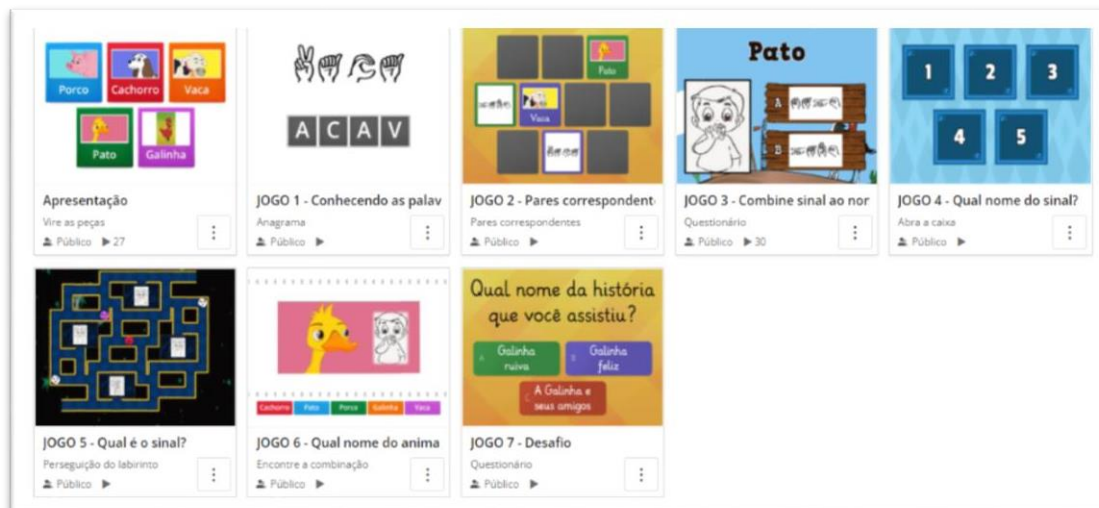 Porco Cachorro Vaca
Pato Galinha
Apresentação
Vire as peças
Público 27
A C A V
JOGO 1 - Conhecendo as palav
Anagrama
Público
Pato
Vaca
JOGO 2 - Pares correspondent
Pares correspondentes
Público
Pato
A
B
JOGO 3 - Combine sinal ao nor
Questionário
Público 30
1 2 3
4 5
JOGO 4 - Qual nome do sinal?
Abra a caixa
Público
JOGO 5 - Qual é o sinal?
Perseguição do labirinto
Público
Cachorro Pato Porco Galinha Vaca
JOGO 6 - Qual nome do anima
Encontre a combinação
Público
Qual nome da história
que você assistiu?
A Galinha
ruiva
B Galinha
feliz
C A Galinha e
seus amigos
JOGO 7 - Desafio
Questionário
Público